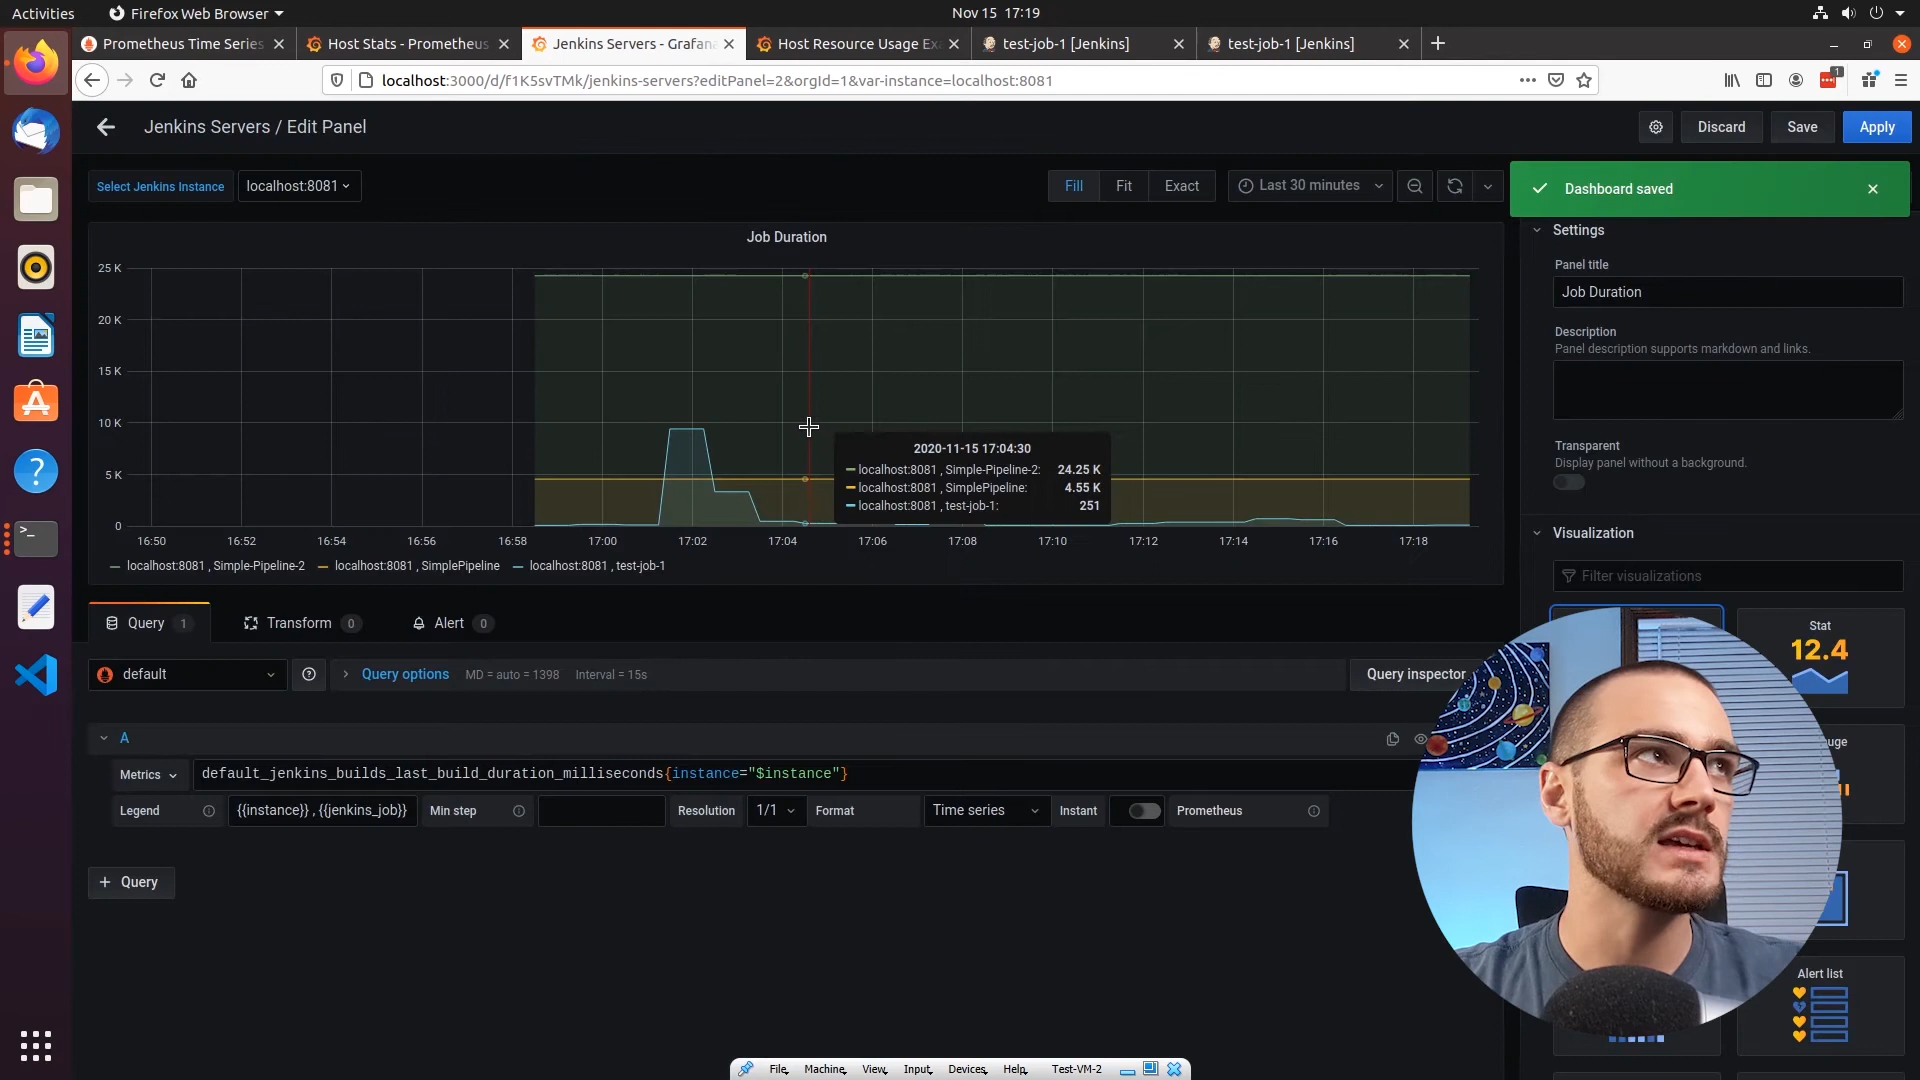 Activities
Firefox Web Browser
Nov 15 17:19
Prometheus Time Series
Host Stats - Prometheus
Jenkins Servers - Grafana
Host Resource Usage Ex
test-job-1 [Jenkins]
test-job-1 [Jenkins]
localhost:3000/d/f1K5svTMk/jenkins-servers?editPanel=2&orgId=1&var-instance=localhost:8081
1
Jenkins Servers / Edit Panel
Discard
Save
Apply
Select Jenkins Instance
localhost:8081
Fill
Fit
Exact
Last 30 minutes
Dashboard saved
Job Duration
25 K
20 K
15 K
10 K
5 K
0
16:50
16:52
16:54
16:56
16:58
17:00
17:02
17:04
17:06
17:08
17:10
17:12
17:14
17:16
17:18
2020-11-15 17:04:30
localhost:8081 , Simple-Pipeline-2: 24.25 K
localhost:8081 , SimplePipeline: 4.55 K
localhost:8081 , test-job-1: 251
localhost:8081 , Simple-Pipeline-2
localhost:8081 , SimplePipeline
localhost:8081 , test-job-1
Settings
Panel title
Job Duration
Description
Panel description supports markdown and links.
Transparent
Display panel without a background.
Visualization
Filter visualizations
Stat
12.4
Alert list
Query 1
Transform 0
Alert 0
default
Query options
MD = auto = 1398
Interval = 15s
Query inspector
A
Metrics
default_jenkins_builds_last_build_duration_milliseconds{instance="$instance"}
Legend
{{instance}} , {{jenkins_job}}
Min step
Resolution
1/1
Format
Time series
Instant
Prometheus
+ Query
File
Machine
View
Input
Devices
Help
Test-VM-2